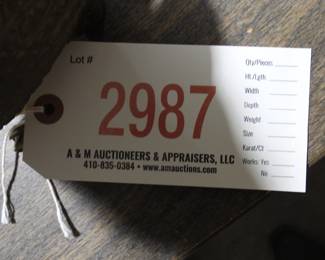 Lot #
2987
A & M AUCTIONEERS & APPRAISERS, LLC
410-835-0384 • www.amauctions.com
Qty/Pieces
Ht./Lgth
Width
Depth
Weight
Size
Karat/Ct
Works: Yes
No